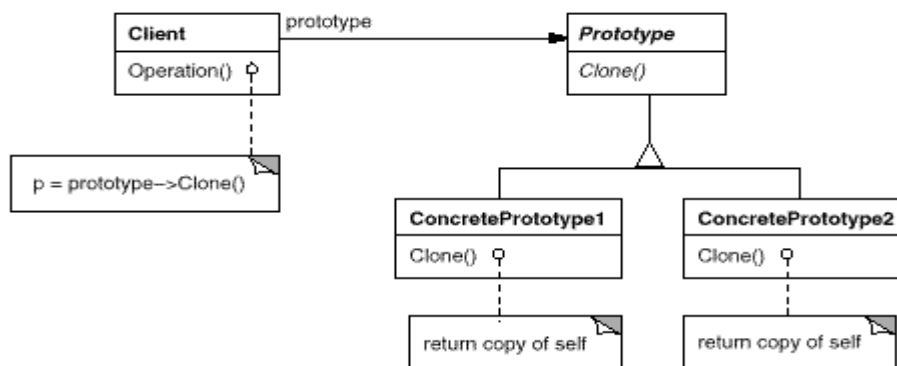 Client
Operation()
prototype
Prototype
Clone()
p = prototype–>Clone()
ConcretePrototype1
Clone()
ConcretePrototype2
Clone()
return copy of self
return copy of self